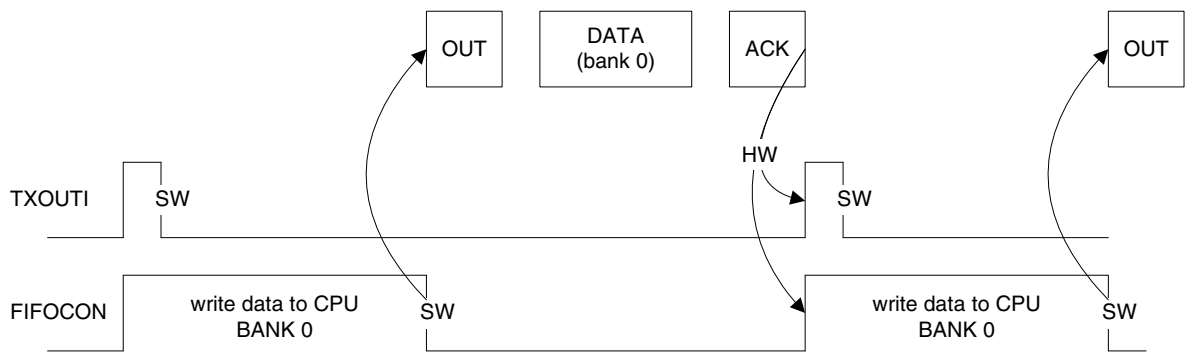 OUT
DATA
(bank 0)
ACK
OUT
HW
TXOUTI
SW
SW
FIFOCON
write data to CPU
BANK 0
SW
write data to CPU
BANK 0
SW